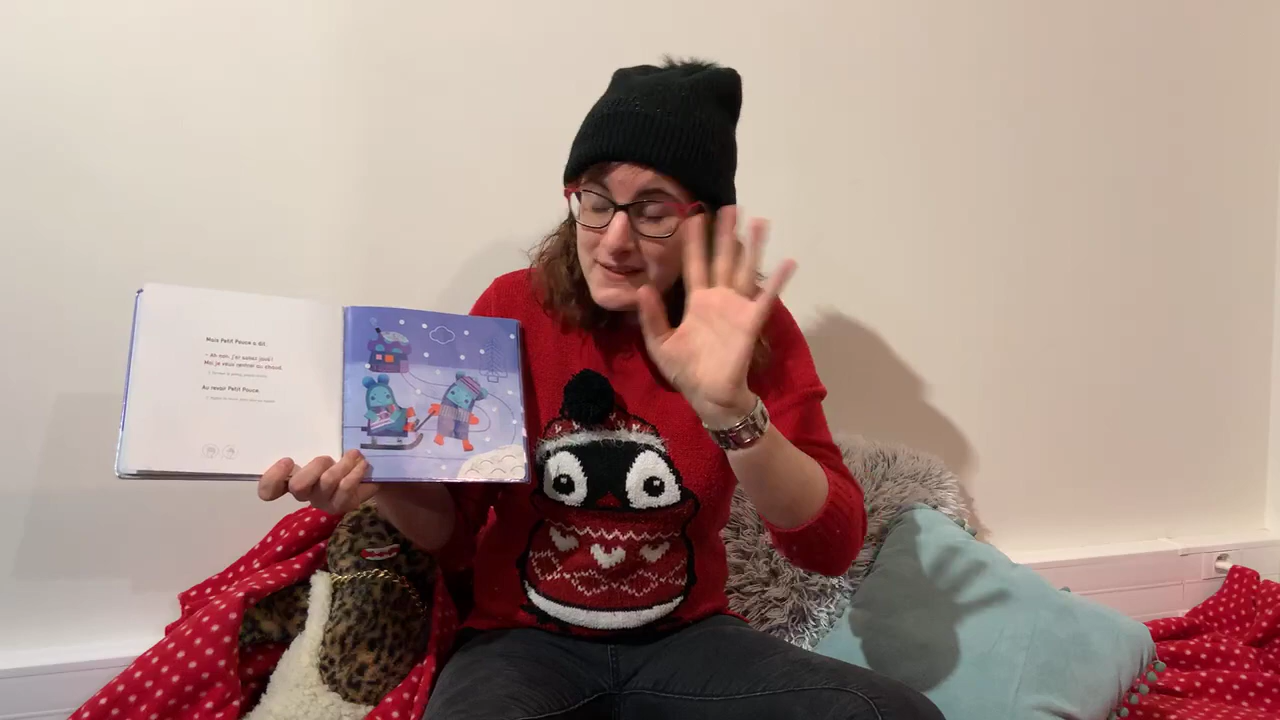 Mais Petit Pouce a dit.
- Ah non, j'ai assez joué !
Moi je veux rentrer au chaud.
Au revoir Petit Pouce.